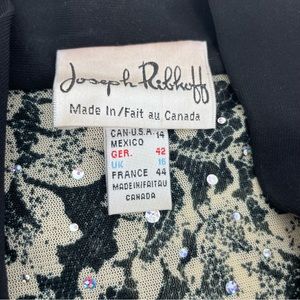 Joseph Ribkoff
Made In/Fait au Canada
CAN-U.S.A. 14
MEXICO
GER. 42
UK 16
FRANCE 44
MADE IN/FAIT AU
CANADA